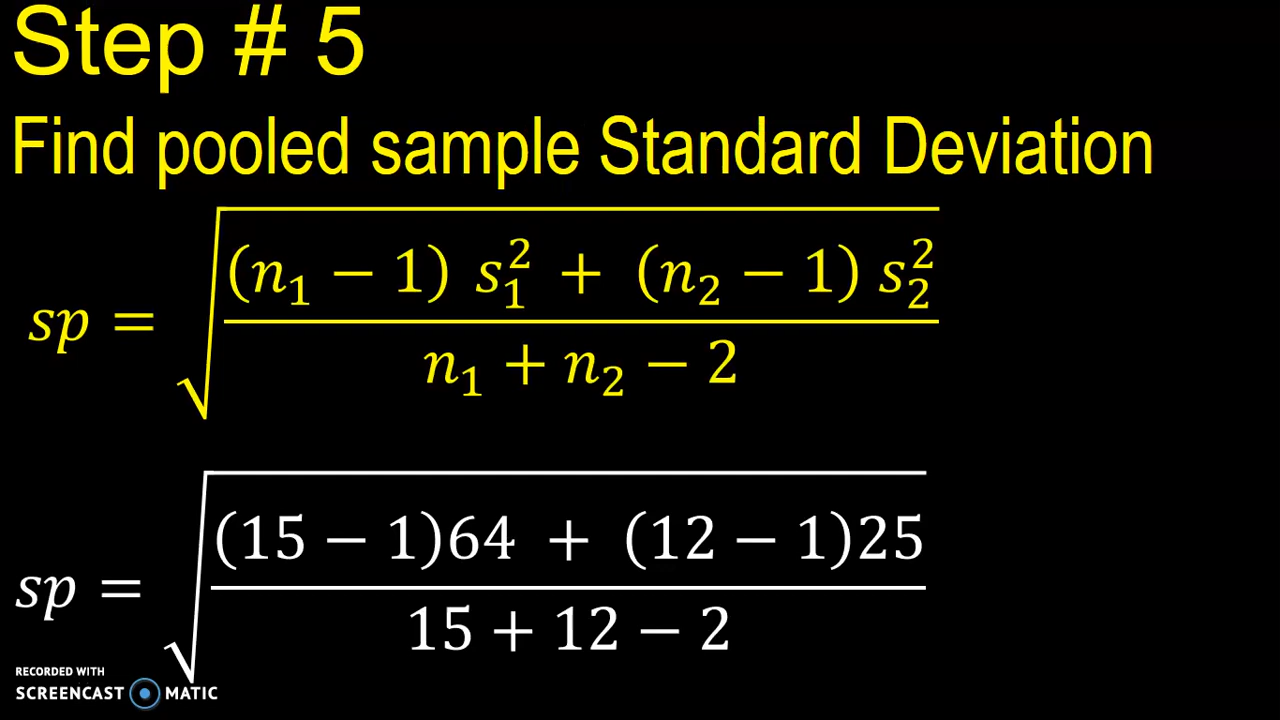 Step # 5
Find pooled sample Standard Deviation
sp = √(((n₁ − 1) s₁² + (n₂ − 1) s₂²) / (n₁ + n₂ − 2))
sp = √(((15 − 1)64 + (12 − 1)25) / (15 + 12 − 2))
RECORDED WITH
SCREENCAST MATIC